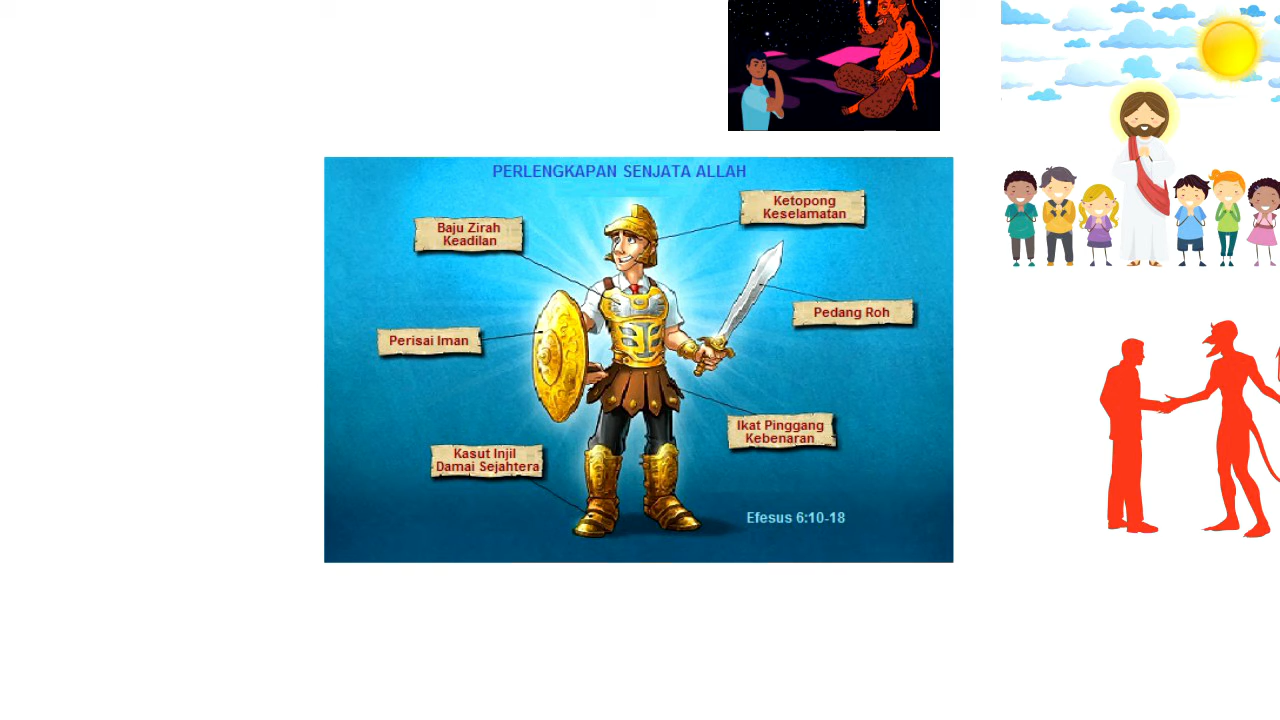 PERLENGKAPAN SENJATA ALLAH
Ketopong
Keselamatan
Baju Zirah
Keadilan
Pedang Roh
Perisai Iman
Ikat Pinggang
Kebenaran
Kasut Injil
Damai Sejahtera
Efesus 6:10-18